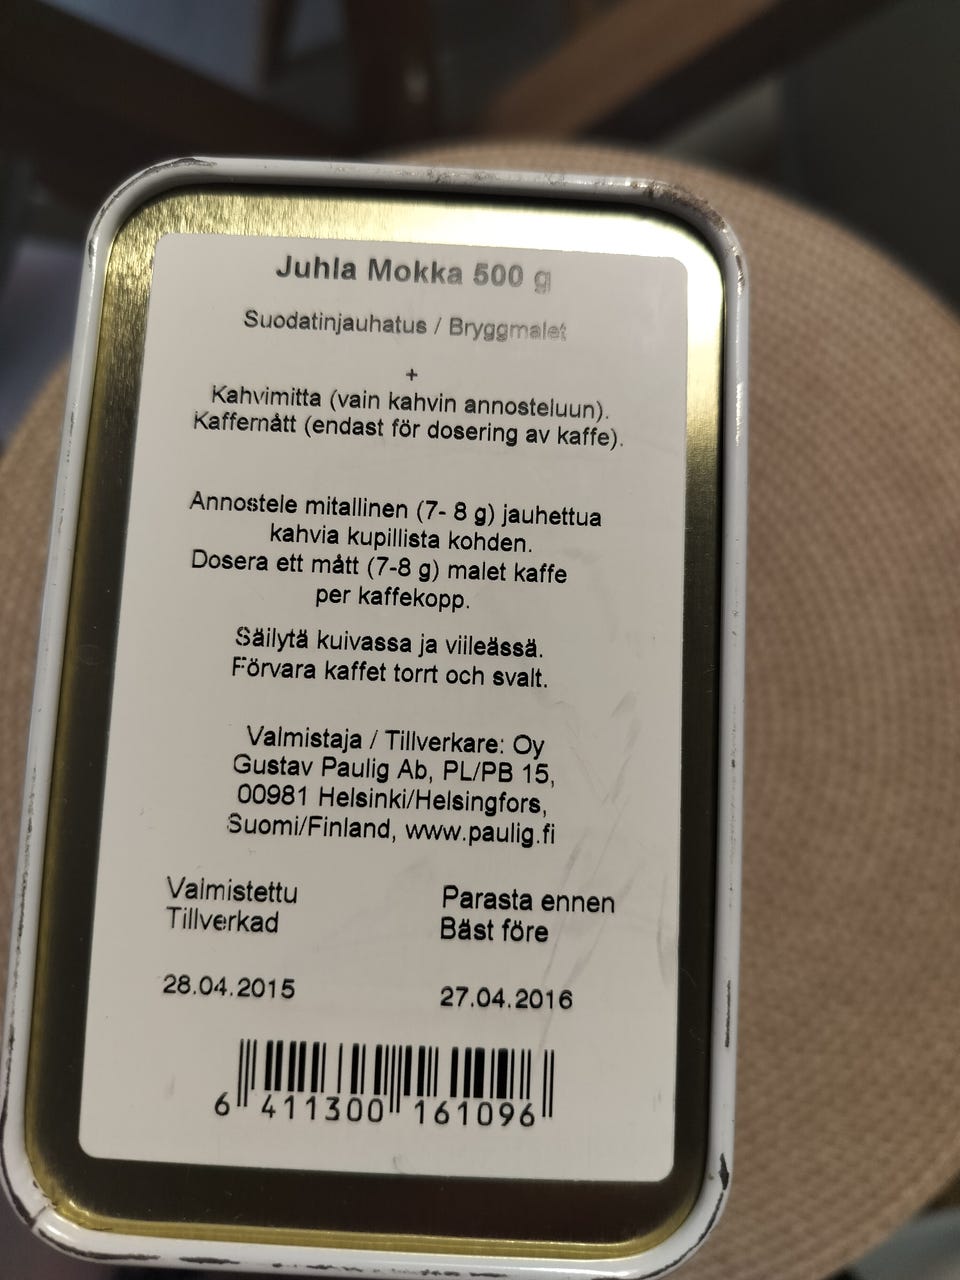 Juhla Mokka 500 g
Suodatinjauhatus / Bryggmalet
+
Kahvimitta (vain kahvin annosteluun).
Kaffemått (endast för dosering av kaffe).
Annostele mitallinen (7- 8 g) jauhettua
kahvia kupillista kohden.
Dosera ett mått (7-8 g) malet kaffe
per kaffekopp.
Säilytä kuivassa ja viileässä.
Förvara kaffet torrt och svalt.
Valmistaja / Tillverkare: Oy
Gustav Paulig Ab, PL/PB 15,
00981 Helsinki/Helsingfors,
Suomi/Finland, www.paulig.fi
Valmistettu Parasta ennen
Tillverkad Bäst före
28.04.2015 27.04.2016
6 411300 161096